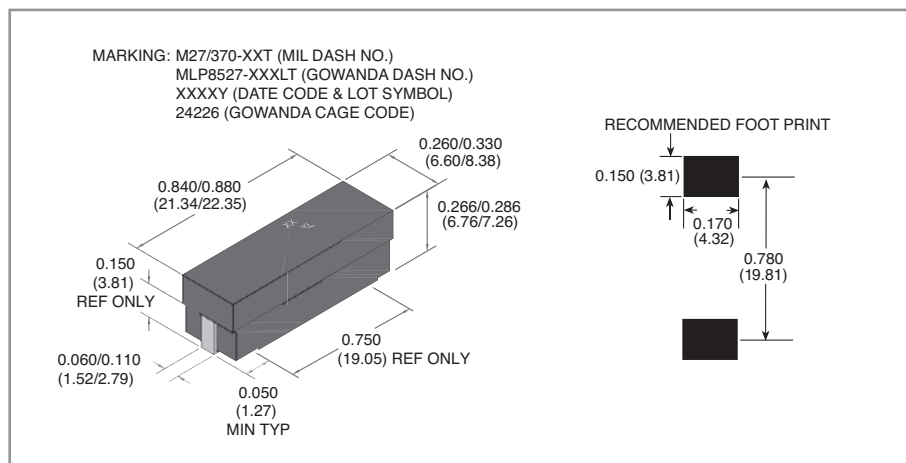 MARKING: M27/370-XXT (MIL DASH NO.)
MLP8527-XXXLT (GOWANDA DASH NO.)
XXXXY (DATE CODE & LOT SYMBOL)
24226 (GOWANDA CAGE CODE)
0.260/0.330
(6.60/8.38)
0.840/0.880
(21.34/22.35)
0.266/0.286
(6.76/7.26)
0.150
(3.81)
REF ONLY
0.750
(19.05) REF ONLY
0.060/0.110
(1.52/2.79)
0.050
(1.27)
MIN TYP
RECOMMENDED FOOT PRINT
0.150 (3.81)
0.170
(4.32)
0.780
(19.81)